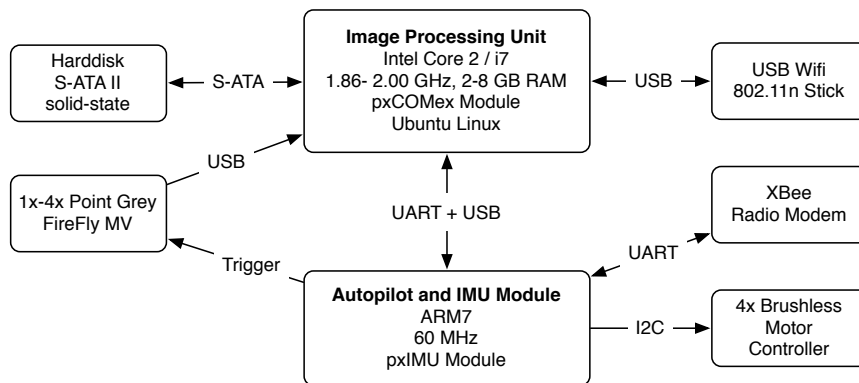 Image Processing Unit
Intel Core 2 / i7
1.86- 2.00 GHz, 2-8 GB RAM
pxCOMex Module
Ubuntu Linux
Harddisk
S-ATA II
solid-state
S-ATA
USB
USB Wifi
802.11n Stick
USB
1x-4x Point Grey
FireFly MV
UART + USB
XBee
Radio Modem
Trigger
UART
Autopilot and IMU Module
ARM7
60 MHz
pxIMU Module
I2C
4x Brushless
Motor
Controller